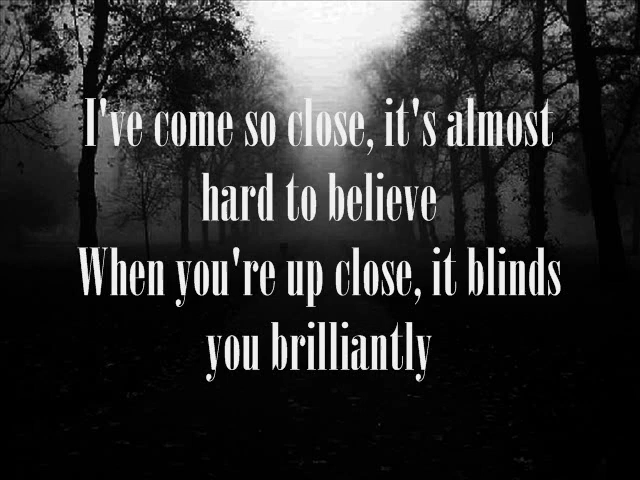 I've come so close, it's almost
hard to believe
When you're up close, it blinds
you brilliantly